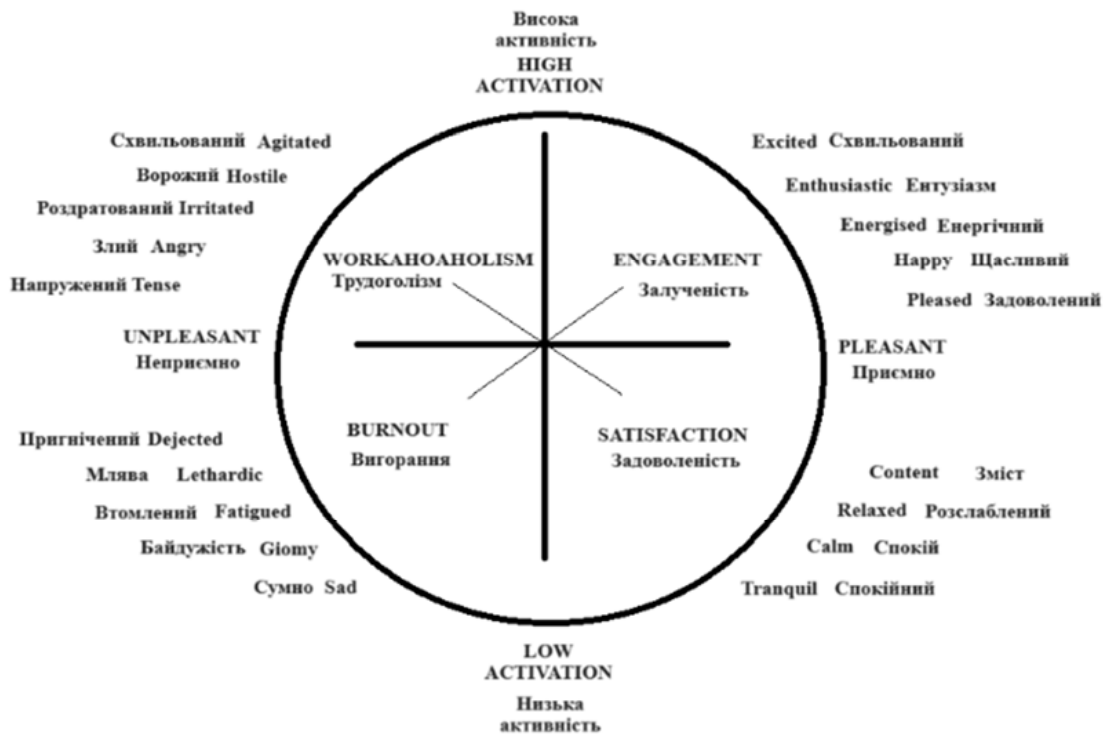 Висока
активність
HIGH
ACTIVATION
Схвильований Agitated
Excited Схвильований
Ворожий Hostile
Enthusiastic Ентузіазм
Роздратований Irritated
Energised Енергічний
Злий Angry
Happy Щасливий
WORKAHOAHOLISM
Трудоголізм
ENGAGEMENT
Залученість
Напружений Tense
Pleased Задоволений
UNPLEASANT
Неприємно
PLEASANT
Приємно
BURNOUT
Вигорання
SATISFACTION
Задоволеність
Пригнічений Dejected
Млява Lethardic
Content Зміст
Втомлений Fatigued
Relaxed Розслаблений
Байдужість Giomy
Calm Спокій
Сумно Sad
Tranquil Спокійний
LOW
ACTIVATION
Низька
активність